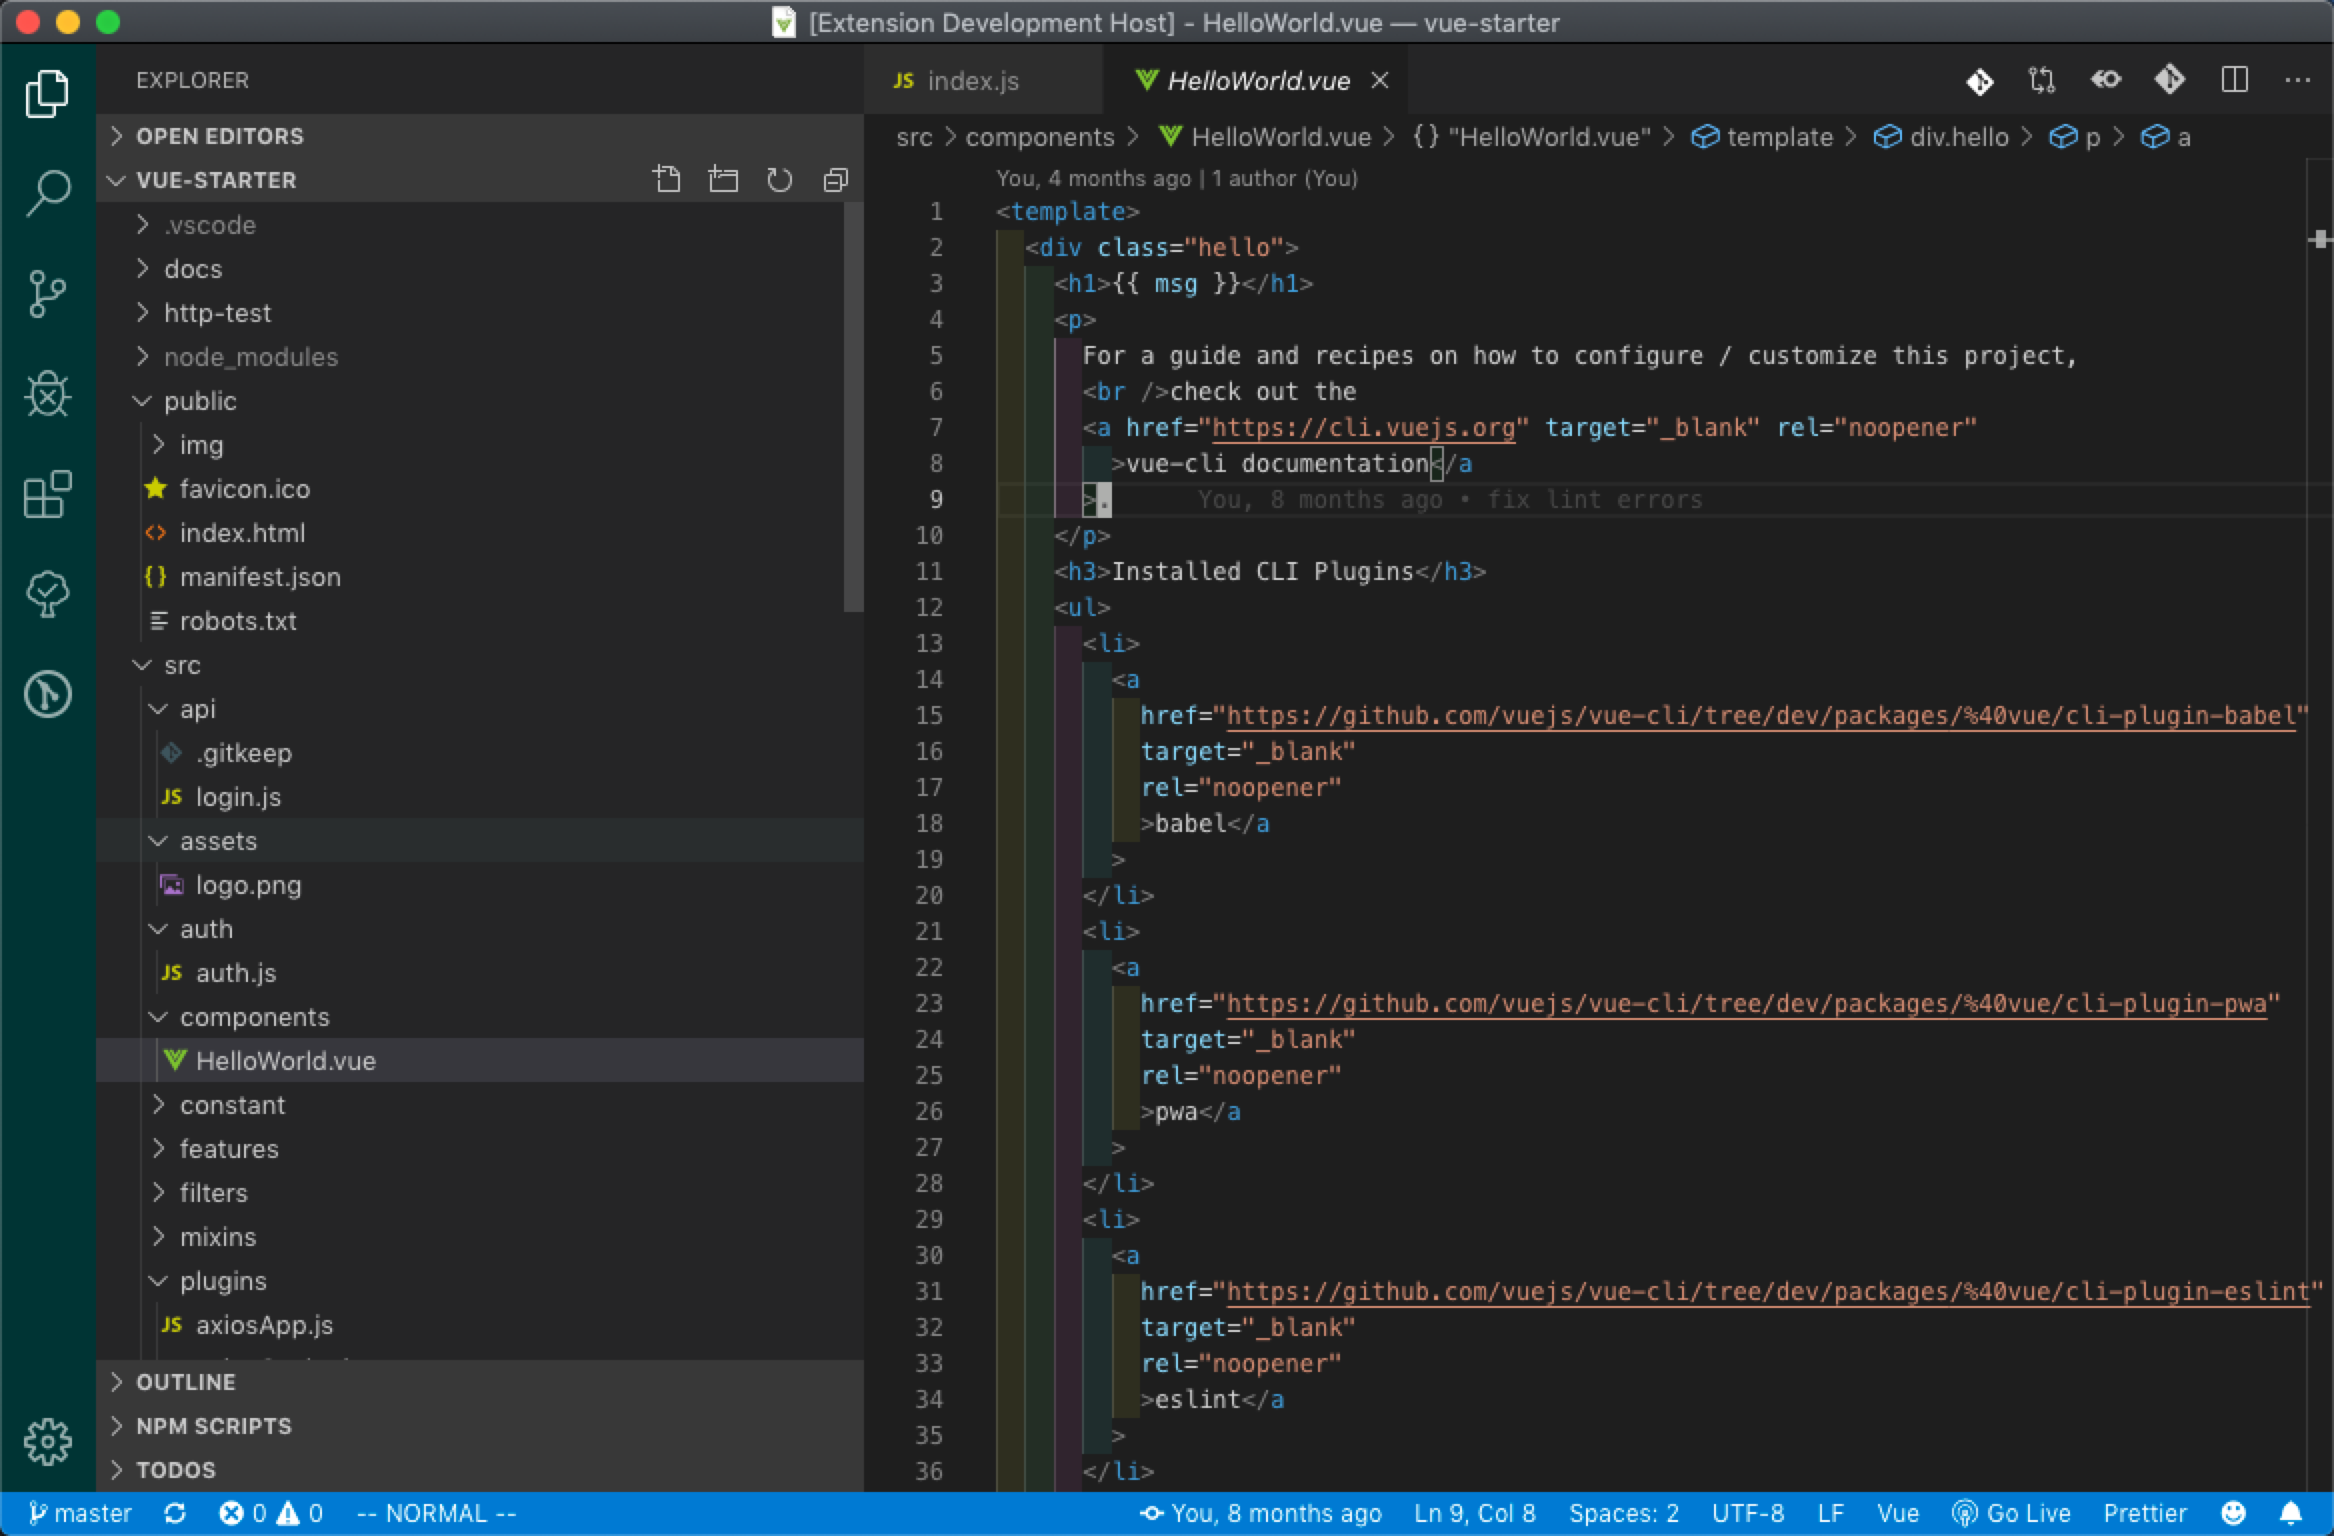 [Extension Development Host] - HelloWorld.vue — vue-starter
EXPLORER
OPEN EDITORS
VUE-STARTER
.vscode
docs
http-test
node_modules
public
img
favicon.ico
<> index.html
{} manifest.json
robots.txt
src
api
.gitkeep
JS login.js
assets
logo.png
auth
JS auth.js
components
HelloWorld.vue
constant
features
filters
mixins
plugins
JS axiosApp.js
OUTLINE
NPM SCRIPTS
TODOS
JS index.js
HelloWorld.vue
src > components > HelloWorld.vue > {} "HelloWorld.vue" > template > div.hello > p > a
You, 4 months ago | 1 author (You)
1 <template>
2 <div class="hello">
3 <h1>{{ msg }}</h1>
4 <p>
5 For a guide and recipes on how to configure / customize this project,
6 <br />check out the
7 <a href="https://cli.vuejs.org" target="_blank" rel="noopener"
8 >vue-cli documentation</a
9 >. You, 8 months ago • fix lint errors
10 </p>
11 <h3>Installed CLI Plugins</h3>
12 <ul>
13 <li>
14 <a
15 href="https://github.com/vuejs/vue-cli/tree/dev/packages/%40vue/cli-plugin-babel"
16 target="_blank"
17 rel="noopener"
18 >babel</a
19 >
20 </li>
21 <li>
22 <a
23 href="https://github.com/vuejs/vue-cli/tree/dev/packages/%40vue/cli-plugin-pwa"
24 target="_blank"
25 rel="noopener"
26 >pwa</a
27 >
28 </li>
29 <li>
30 <a
31 href="https://github.com/vuejs/vue-cli/tree/dev/packages/%40vue/cli-plugin-eslint"
32 target="_blank"
33 rel="noopener"
34 >eslint</a
35 >
36 </li>
master 0 0 -- NORMAL -- You, 8 months ago Ln 9, Col 8 Spaces: 2 UTF-8 LF Vue Go Live Prettier